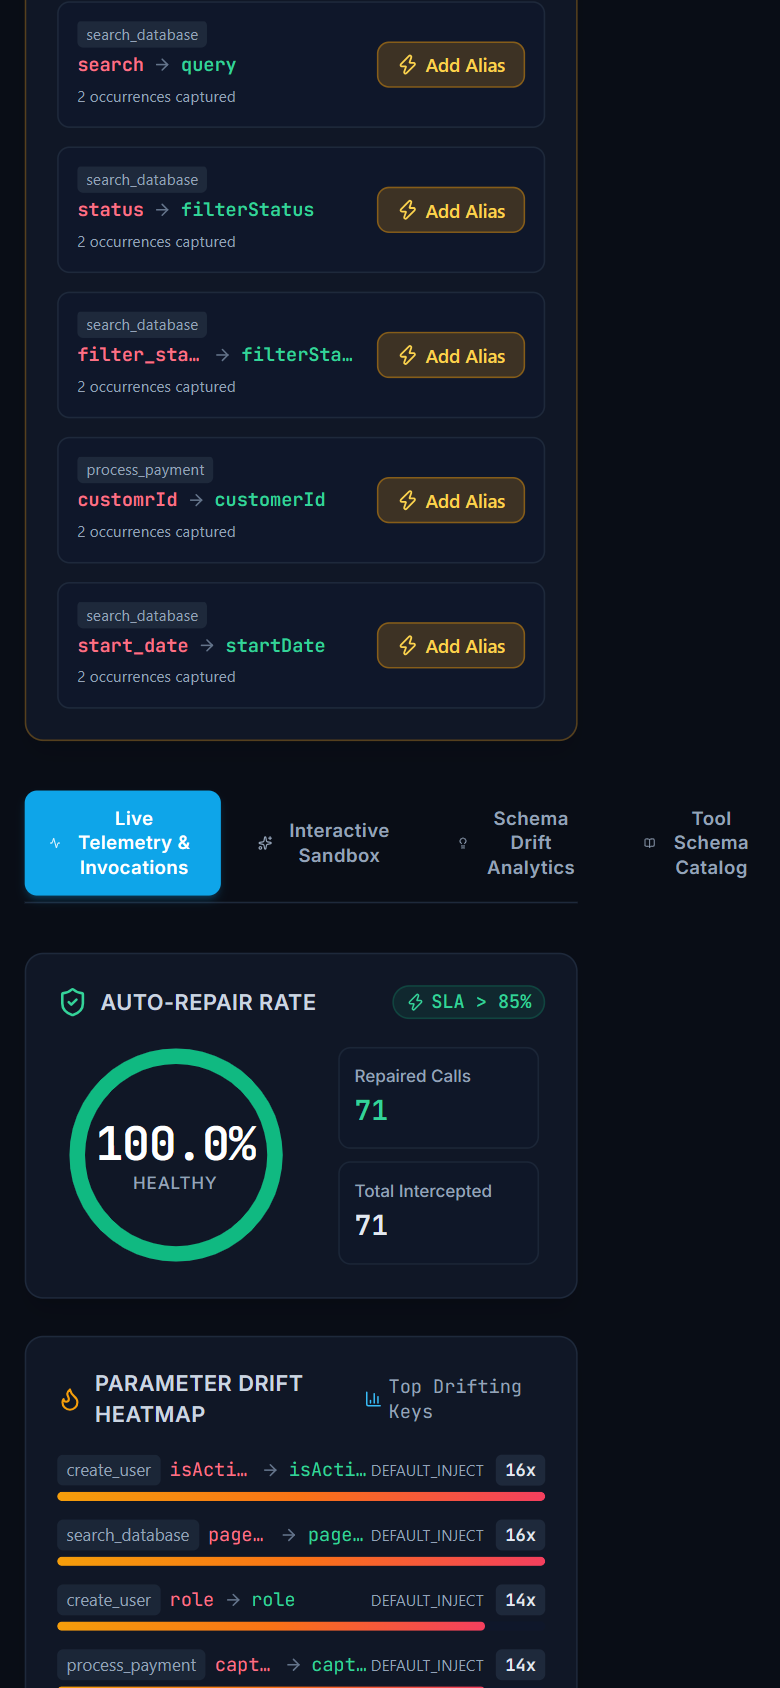 search_database
search → query
2 occurrences captured
Add Alias
search_database
status → filterStatus
2 occurrences captured
Add Alias
search_database
filter_sta… → filterSta…
2 occurrences captured
Add Alias
process_payment
customrId → customerId
2 occurrences captured
Add Alias
search_database
start_date → startDate
2 occurrences captured
Add Alias
Live
Telemetry &
Invocations
Interactive
Sandbox
Schema
Drift
Analytics
Tool
Schema
Catalog
AUTO-REPAIR RATE
SLA > 85%
100.0%
HEALTHY
Repaired Calls
71
Total Intercepted
71
PARAMETER DRIFT
HEATMAP
Top Drifting
Keys
create_user isActi… → isActi… DEFAULT_INJECT 16x
search_database page… → page… DEFAULT_INJECT 16x
create_user role → role DEFAULT_INJECT 14x
process_payment capt… → capt… DEFAULT_INJECT 14x